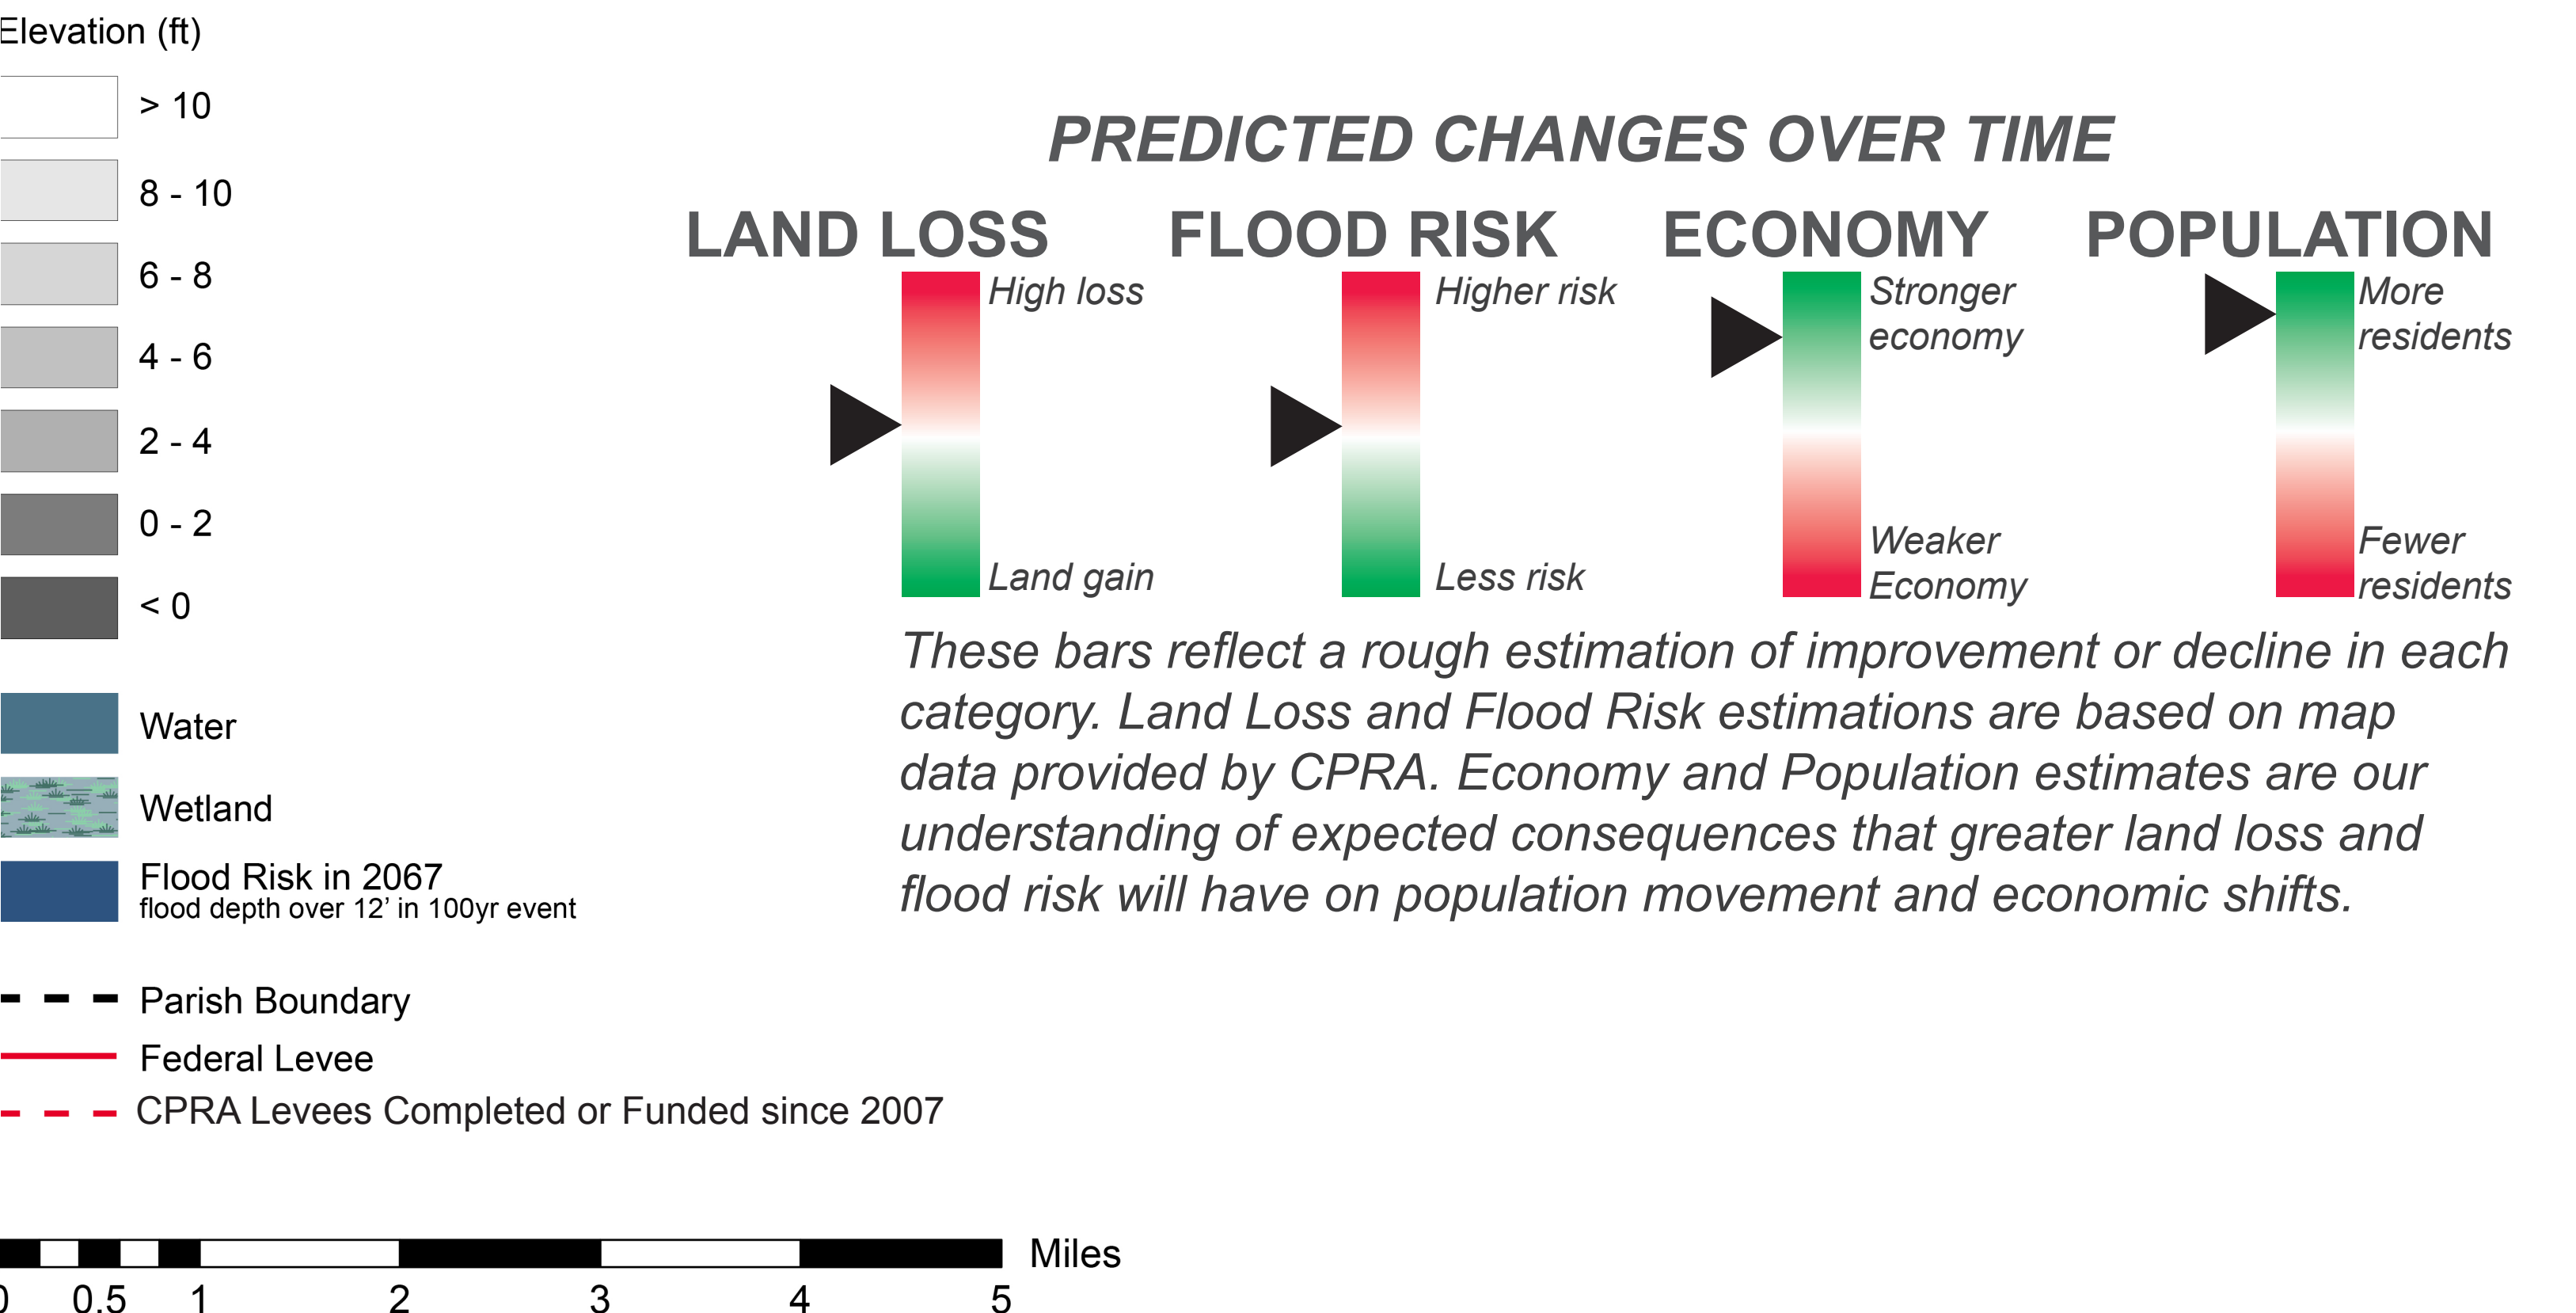 Elevation (ft)
> 10
8 - 10
6 - 8
4 - 6
2 - 4
0 - 2
< 0
Water
Wetland
Flood Risk in 2067
flood depth over 12’ in 100yr event
Parish Boundary
Federal Levee
CPRA Levees Completed or Funded since 2007
0 0.5 1 2 3 4 5
Miles
PREDICTED CHANGES OVER TIME
LAND LOSS
High loss
Land gain
FLOOD RISK
Higher risk
Less risk
ECONOMY
Stronger
economy
Weaker
Economy
POPULATION
More
residents
Fewer
residents
These bars reflect a rough estimation of improvement or decline in each
category. Land Loss and Flood Risk estimations are based on map
data provided by CPRA. Economy and Population estimates are our
understanding of expected consequences that greater land loss and
flood risk will have on population movement and economic shifts.